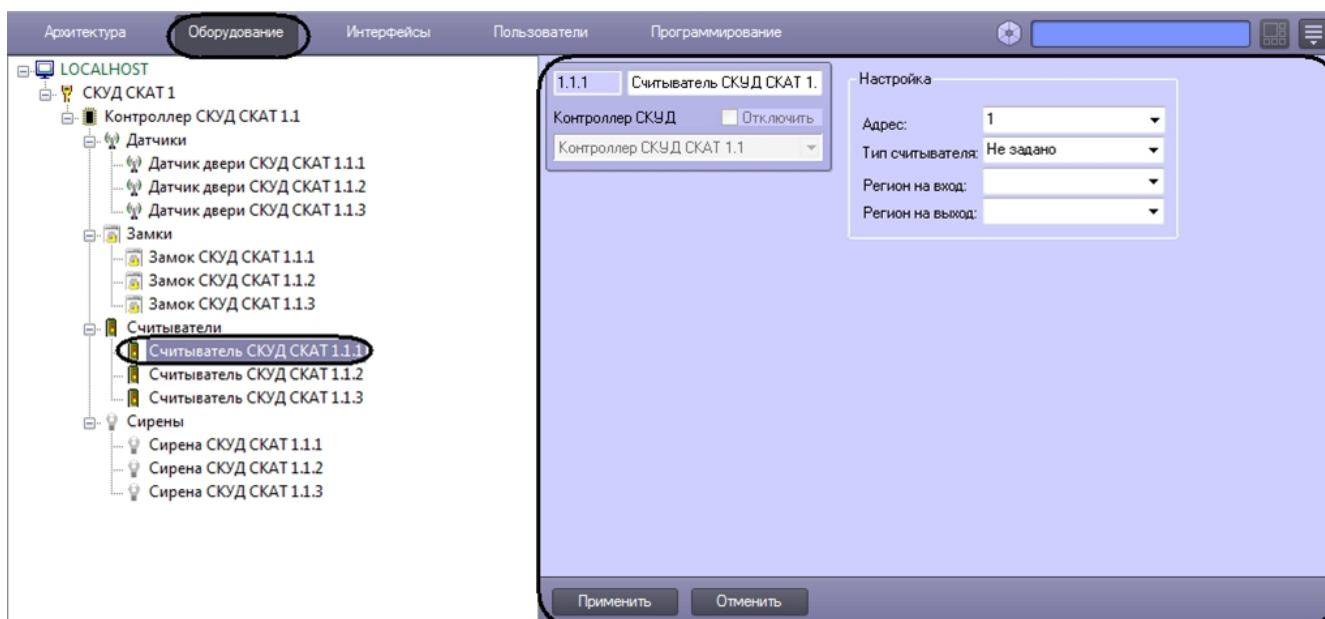 Архитектура Оборудование Интерфейсы Пользователи Программирование
LOCALHOST
СКУД СКАТ 1
Контроллер СКУД СКАТ 1.1
Датчики
Датчик двери СКУД СКАТ 1.1.1
Датчик двери СКУД СКАТ 1.1.2
Датчик двери СКУД СКАТ 1.1.3
Замки
Замок СКУД СКАТ 1.1.1
Замок СКУД СКАТ 1.1.2
Замок СКУД СКАТ 1.1.3
Считыватели
Считыватель СКУД СКАТ 1.1.1
Считыватель СКУД СКАТ 1.1.2
Считыватель СКУД СКАТ 1.1.3
Сирены
Сирена СКУД СКАТ 1.1.1
Сирена СКУД СКАТ 1.1.2
Сирена СКУД СКАТ 1.1.3
1.1.1 Считыватель СКУД СКАТ 1.
Контроллер СКУД Отключить
Контроллер СКУД СКАТ 1.1
Настройка
Адрес: 1
Тип считывателя: Не задано
Регион на вход:
Регион на выход:
Применить Отменить